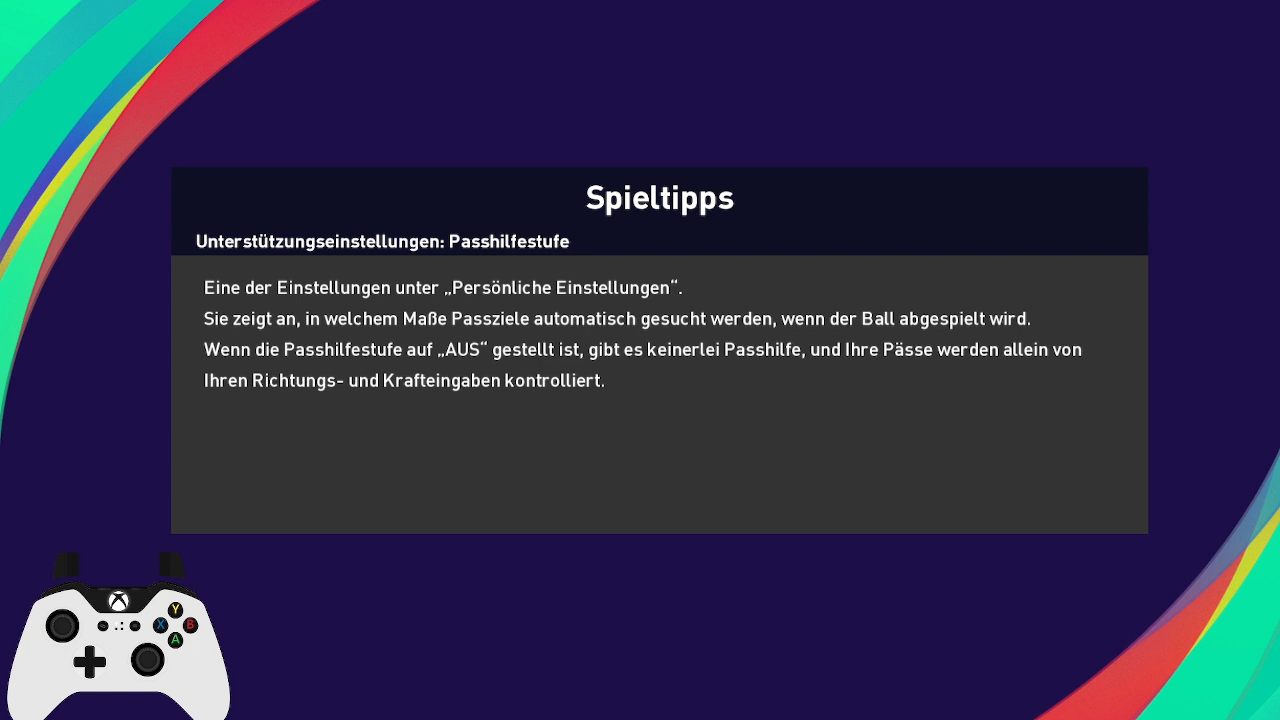 Spieltipps
Unterstützungseinstellungen: Passhilfestufe
Eine der Einstellungen unter „Persönliche Einstellungen“.
Sie zeigt an, in welchem Maße Passziele automatisch gesucht werden, wenn der Ball abgespielt wird.
Wenn die Passhilfestufe auf „AUS“ gestellt ist, gibt es keinerlei Passhilfe, und Ihre Pässe werden allein von
Ihren Richtungs- und Krafteingaben kontrolliert.
Y
X B
A